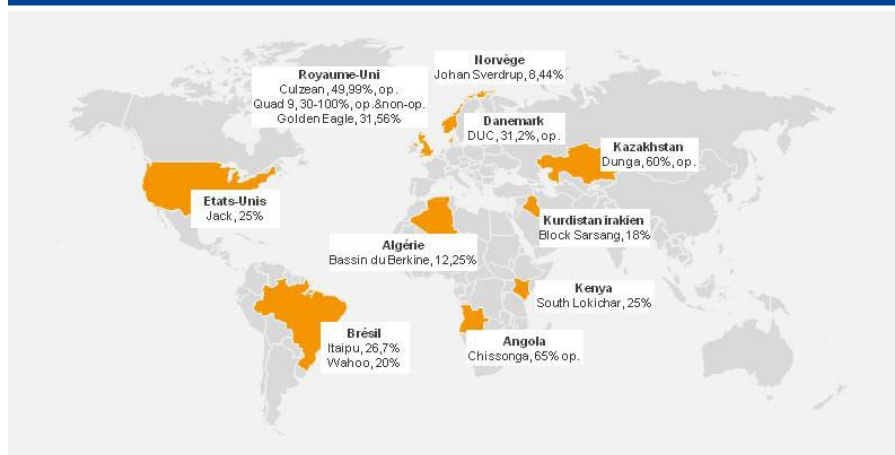 Norvège
Johan Sverdrup, 8,44%
Royaume-Uni
Culzean, 49,99%, op.
Quad 9, 30-100%, op.&non-op.
Golden Eagle, 31,56%
Danemark
DUC, 31,2%, op.
Kazakhstan
Dunga, 60%, op.
Etats-Unis
Jack, 25%
Kurdistan irakien
Block Sarsang, 18%
Algérie
Bassin du Berkine, 12,25%
Kenya
South Lokichar, 25%
Brésil
Itaipu, 26,7%
Wahoo, 20%
Angola
Chissonga, 65% op.